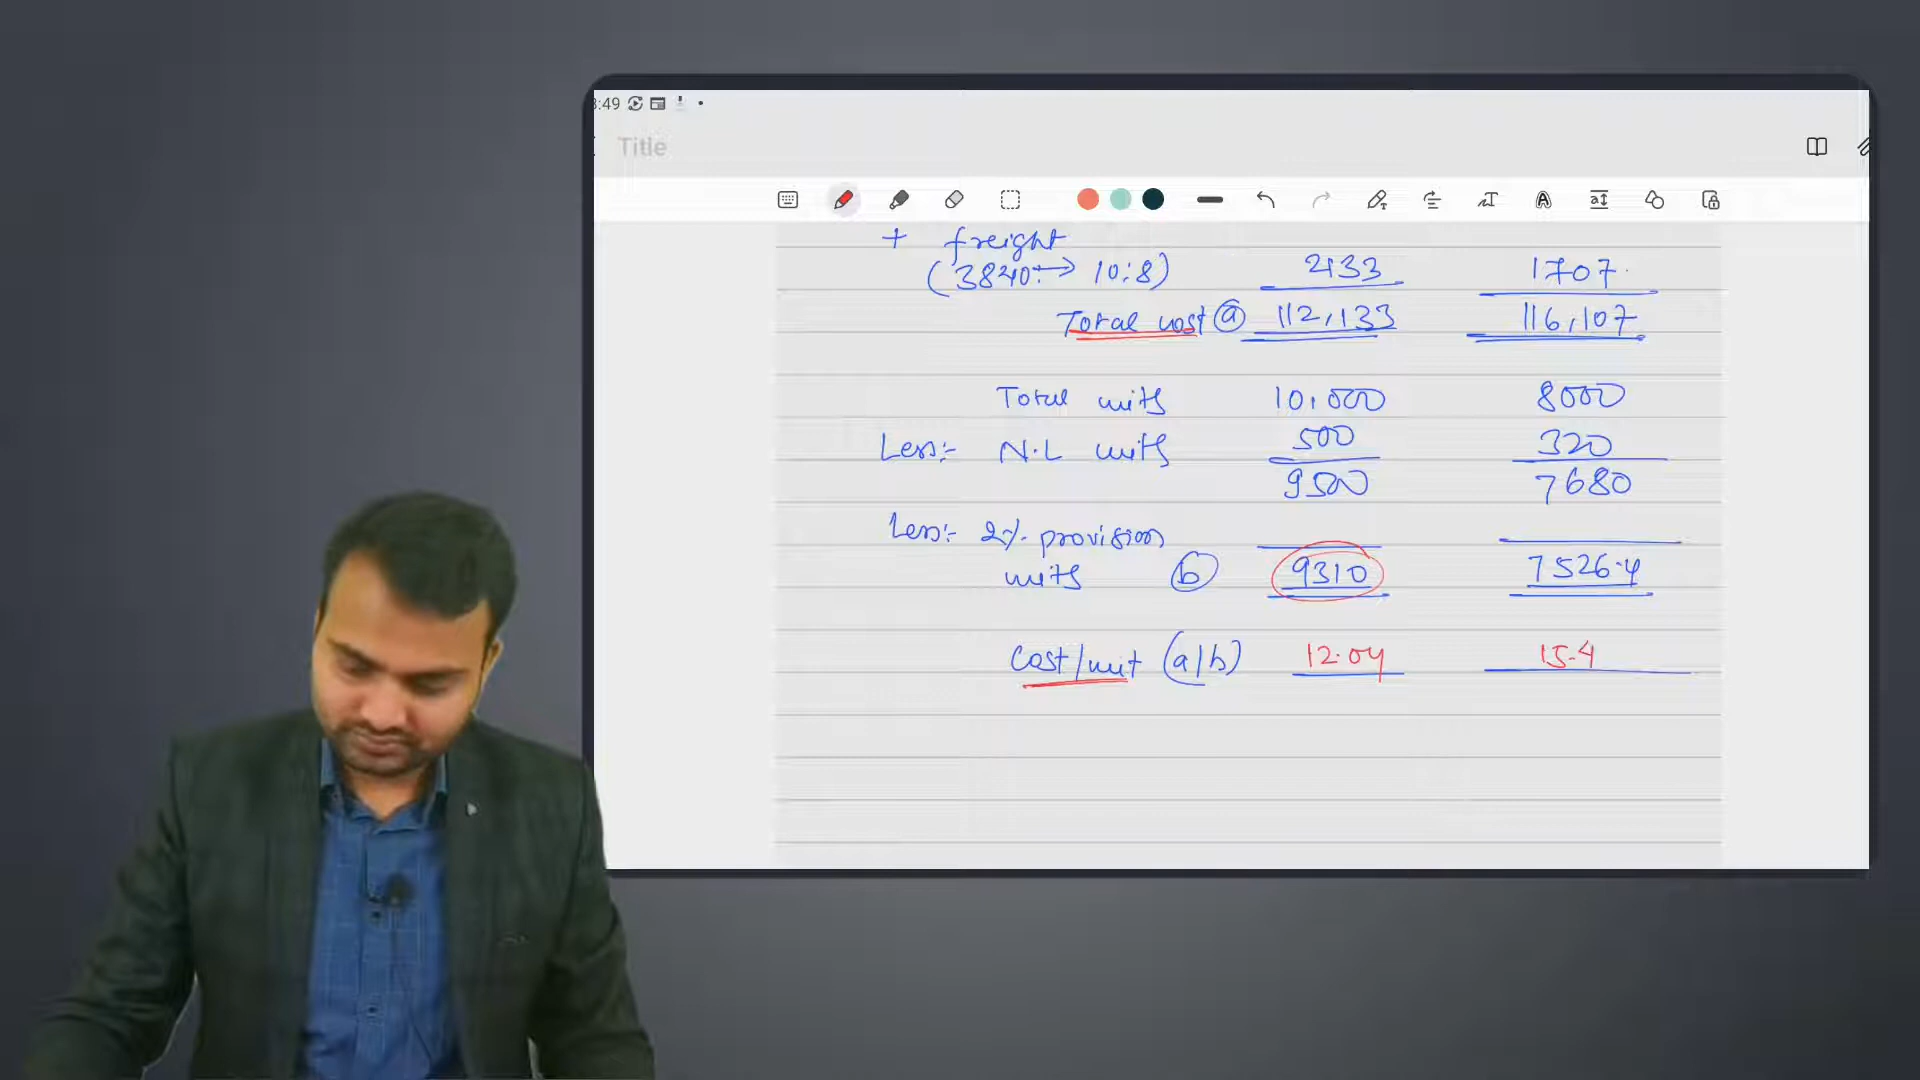 :49
Title
+ freight
(3840 → 10:8) 2133 1707
Total cost (a) 112,133 116,107
Total units 10,000 8000
Less:- N.L units 500 320
9500 7680
Less:- 2% provision
units (b) 9310 7526.4
Cost/unit (a/b) 12.04 15.4